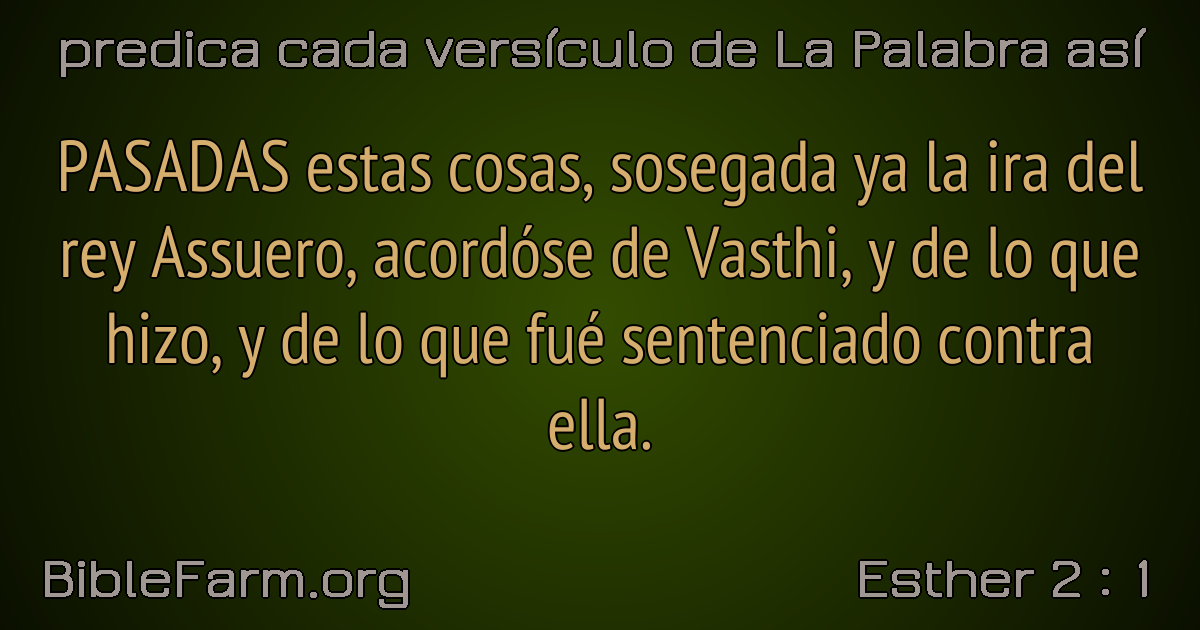 predica cada versículo de La Palabra así
PASADAS estas cosas, sosegada ya la ira del
rey Assuero, acordóse de Vasthi, y de lo que
hizo, y de lo que fué sentenciado contra
ella.
BibleFarm.org
Esther 2 : 1